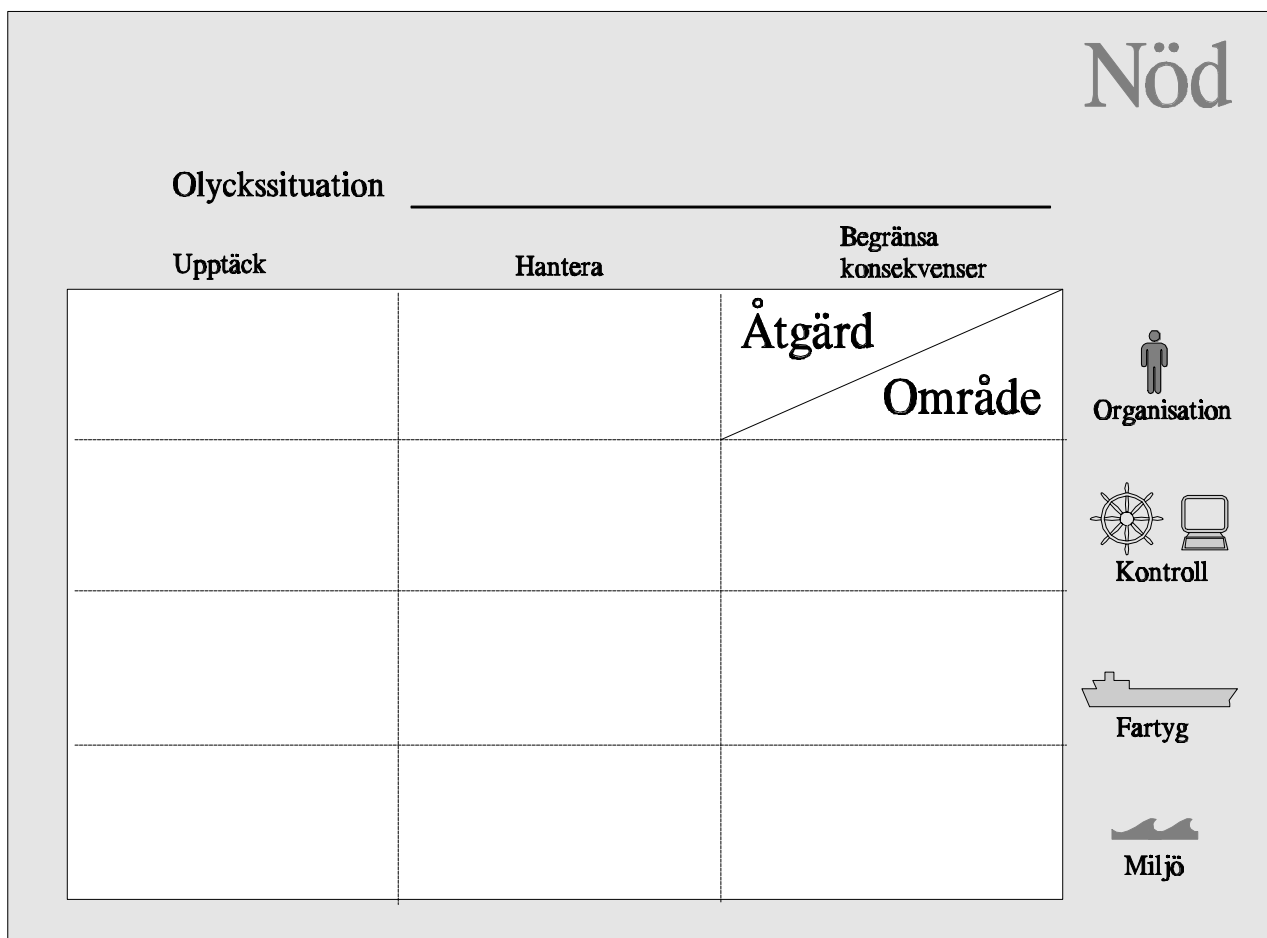 Nöd
Olyckssituation
Upptäck
Hantera
Begränsa
konsekvenser
Åtgärd
Område
Organisation
Kontroll
Fartyg
Miljö